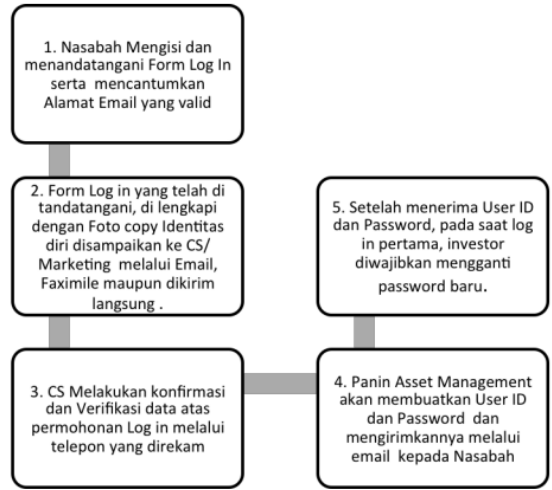 1. Nasabah Mengisi dan
menandatangani Form Log In
serta mencantumkan
Alamat Email yang valid
2. Form Log in yang telah di
tandatangani, di lengkapi
dengan Foto copy Identitas
diri disampaikan ke CS/
Marketing melalui Email,
Faximile maupun dikirim
langsung .
3. CS Melakukan konfirmasi
dan Verifikasi data atas
permohonan Log in melalui
telepon yang direkam
4. Panin Asset Management
akan membuatkan User ID
dan Password dan
mengirimkannya melalui
email kepada Nasabah
5. Setelah menerima User ID
dan Password, pada saat log
in pertama, investor
diwajibkan mengganti
password baru.